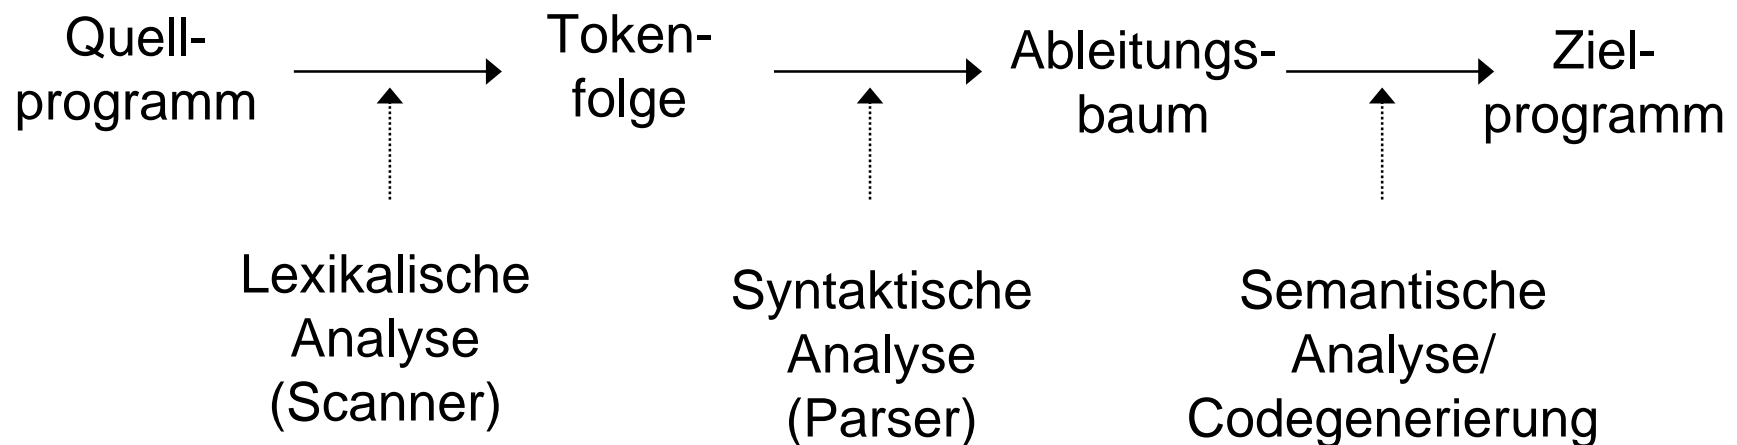 Quell-
programm
Token-
folge
Ableitungs-
baum
Ziel-
programm
Lexikalische
Analyse
(Scanner)
Syntaktische
Analyse
(Parser)
Semantische
Analyse/
Codegenerierung